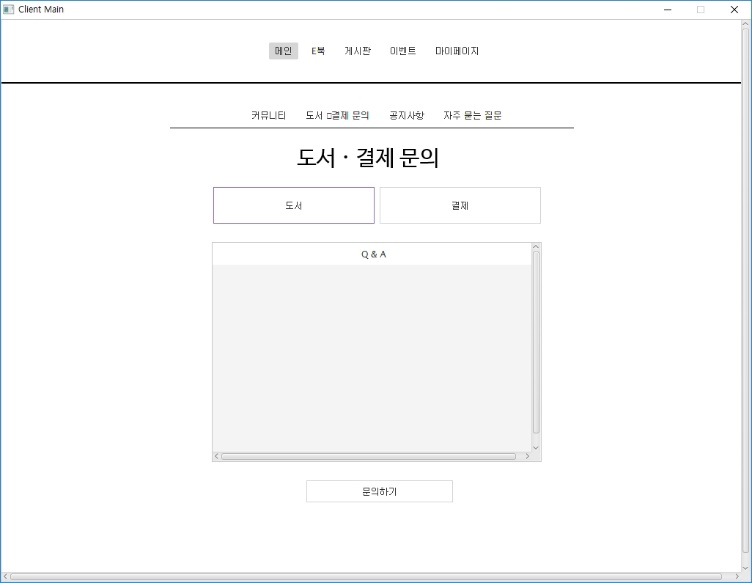 Client Main
메인 E북 게시판 이벤트 마이페이지
커뮤니티 도서 □결제 문의 공지사항 자주 묻는 질문
도서 · 결제 문의
도서 결제
Q & A
문의하기